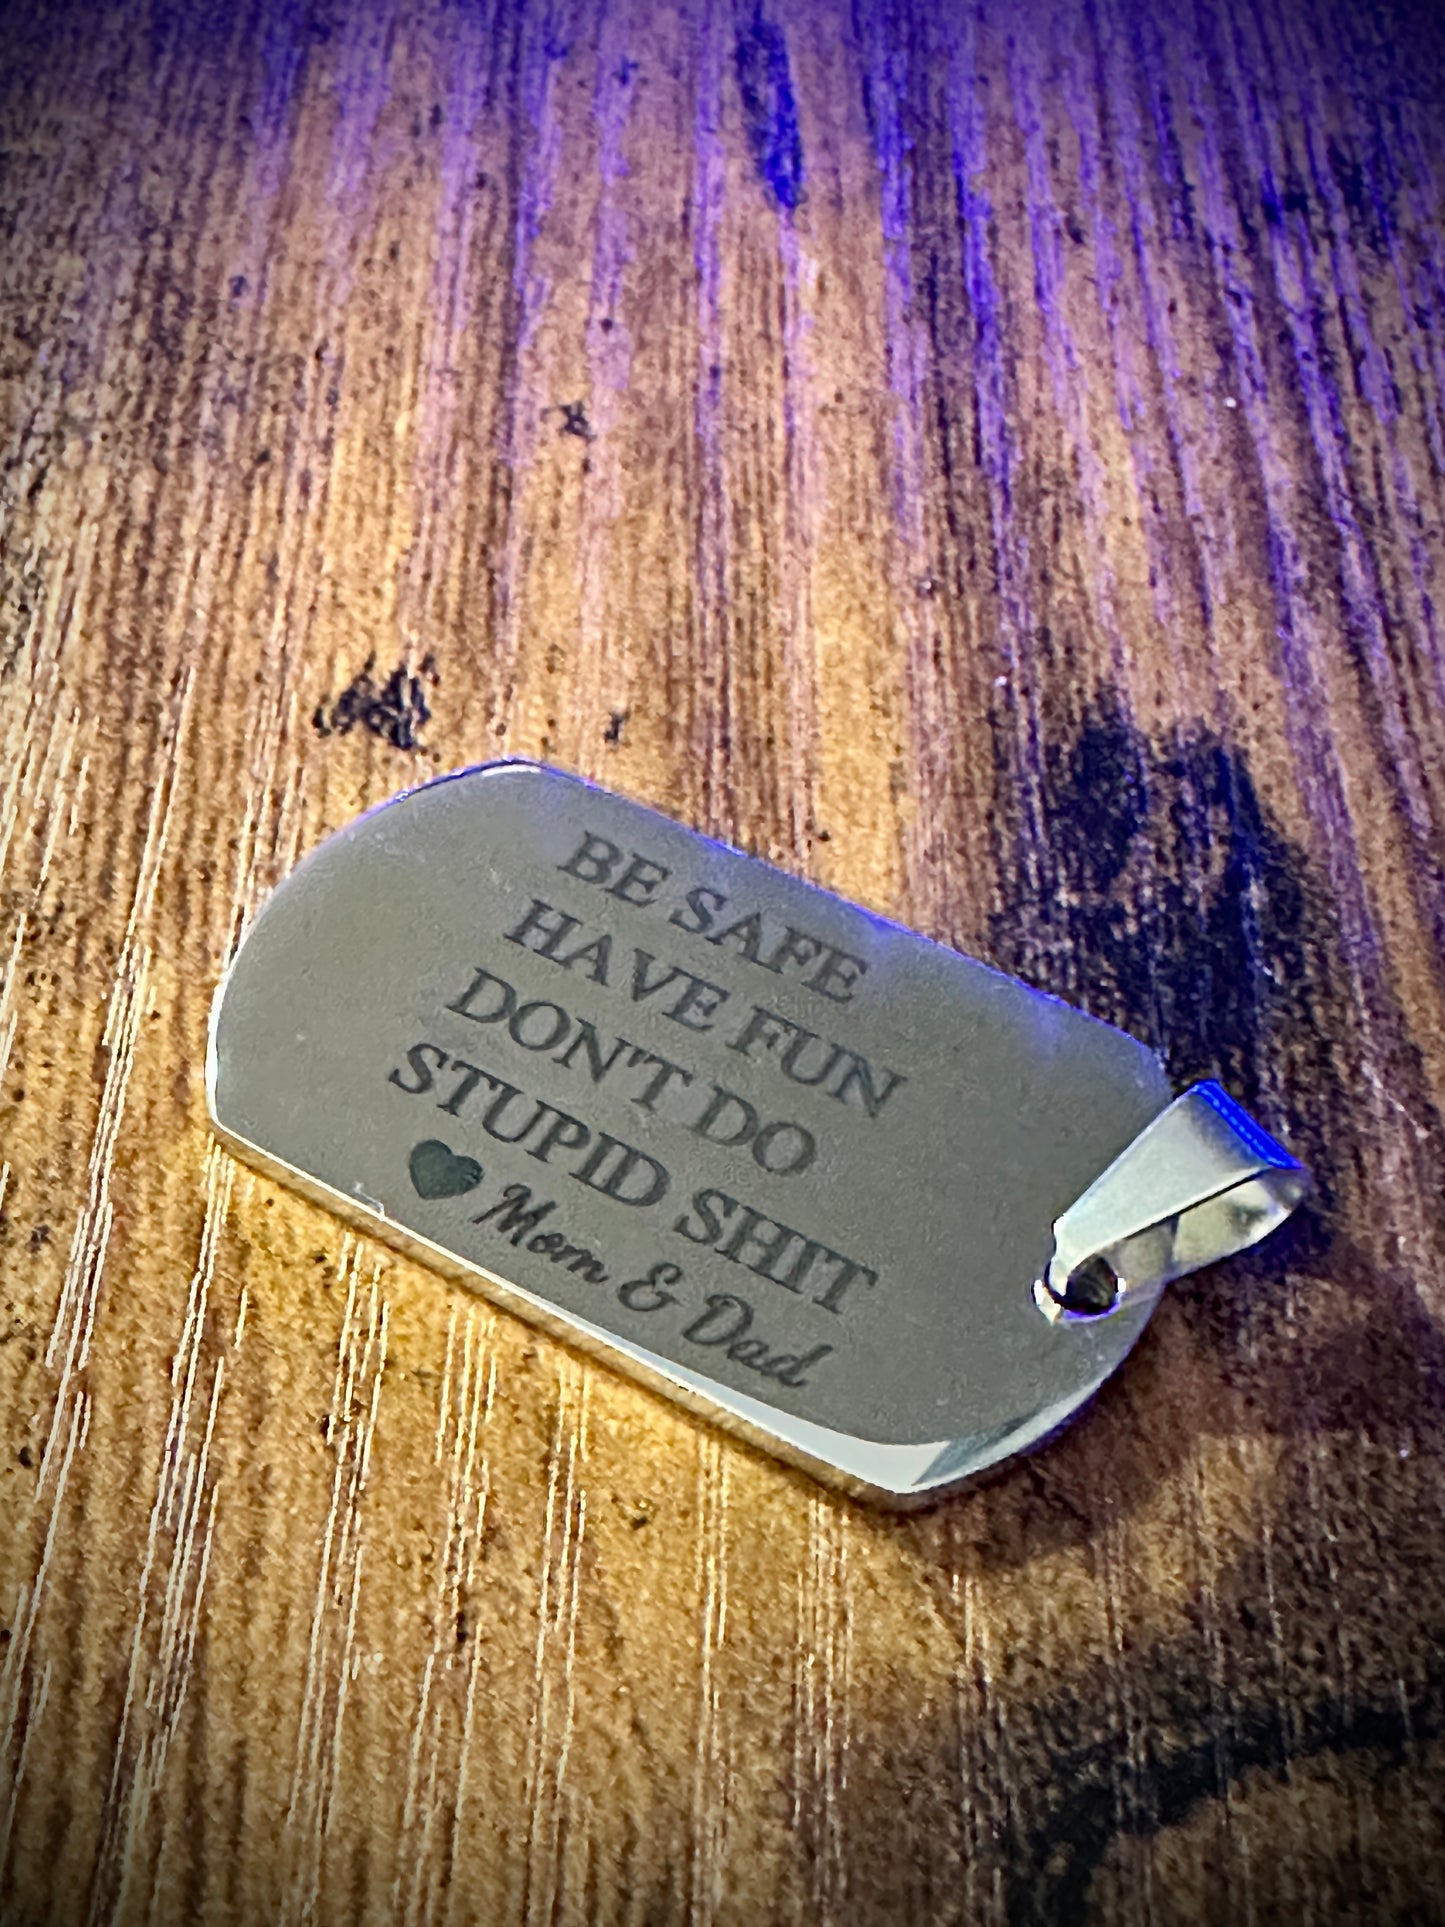 BE SAFE
HAVE FUN
DON'T DO
STUPID SHIT
♥ Mom & Dad